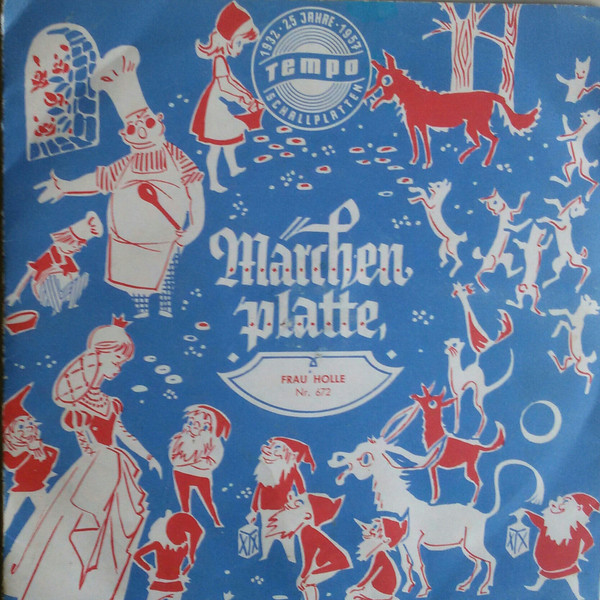 1932 · 25 JAHRE · 1957
Tempo
SCHALLPLATTEN
Märchen
platte,
FRAU HOLLE
Nr. 672